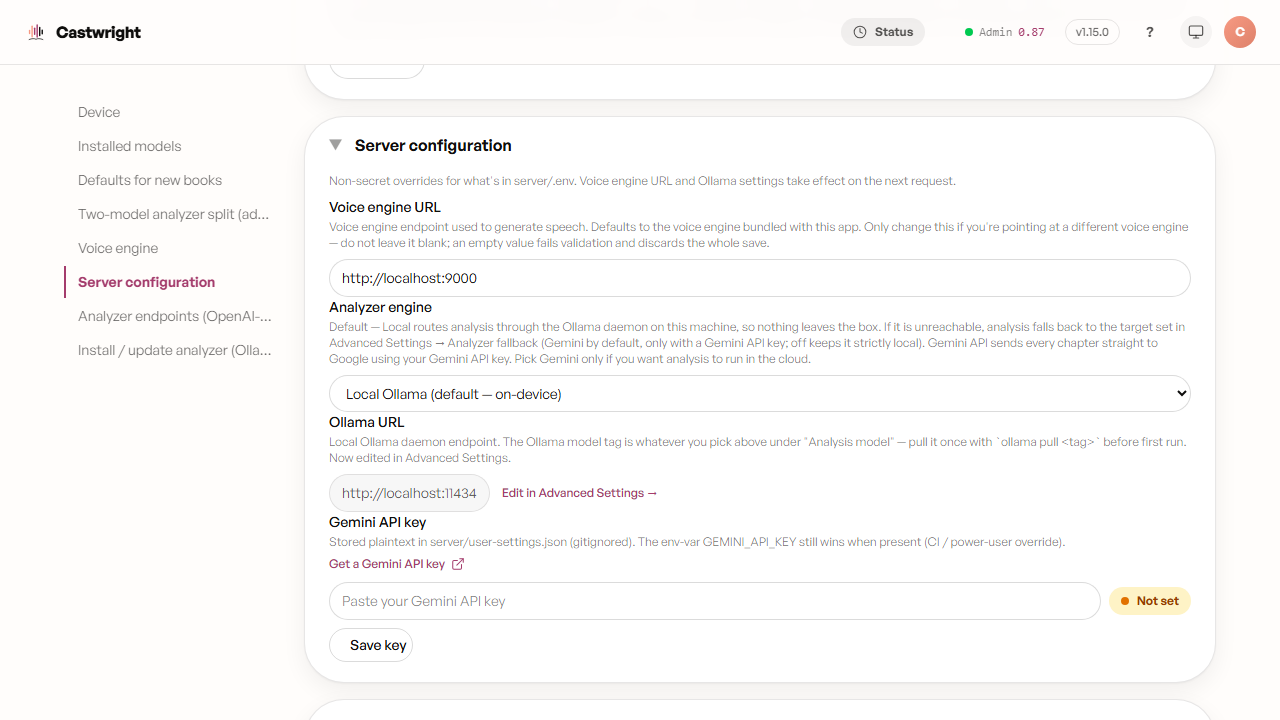 Castwright
Status
Admin 0.87
v1.15.0
?
C
Device
Installed models
Defaults for new books
Two-model analyzer split (ad...
Voice engine
Server configuration
Analyzer endpoints (OpenAI-...
Install / update analyzer (Olla...
Server configuration
Non-secret overrides for what's in server/.env. Voice engine URL and Ollama settings take effect on the next request.
Voice engine URL
Voice engine endpoint used to generate speech. Defaults to the voice engine bundled with this app. Only change this if you're pointing at a different voice engine
— do not leave it blank; an empty value fails validation and discards the whole save.
http://localhost:9000
Analyzer engine
Default — Local routes analysis through the Ollama daemon on this machine, so nothing leaves the box. If it is unreachable, analysis falls back to the target set in
Advanced Settings → Analyzer fallback (Gemini by default, only with a Gemini API key; off keeps it strictly local). Gemini API sends every chapter straight to
Google using your Gemini API key. Pick Gemini only if you want analysis to run in the cloud.
Local Ollama (default — on-device)
Ollama URL
Local Ollama daemon endpoint. The Ollama model tag is whatever you pick above under "Analysis model" — pull it once with `ollama pull <tag>` before first run.
Now edited in Advanced Settings.
http://localhost:11434
Edit in Advanced Settings →
Gemini API key
Stored plaintext in server/user-settings.json (gitignored). The env-var GEMINI_API_KEY still wins when present (CI / power-user override).
Get a Gemini API key
Paste your Gemini API key
Not set
Save key